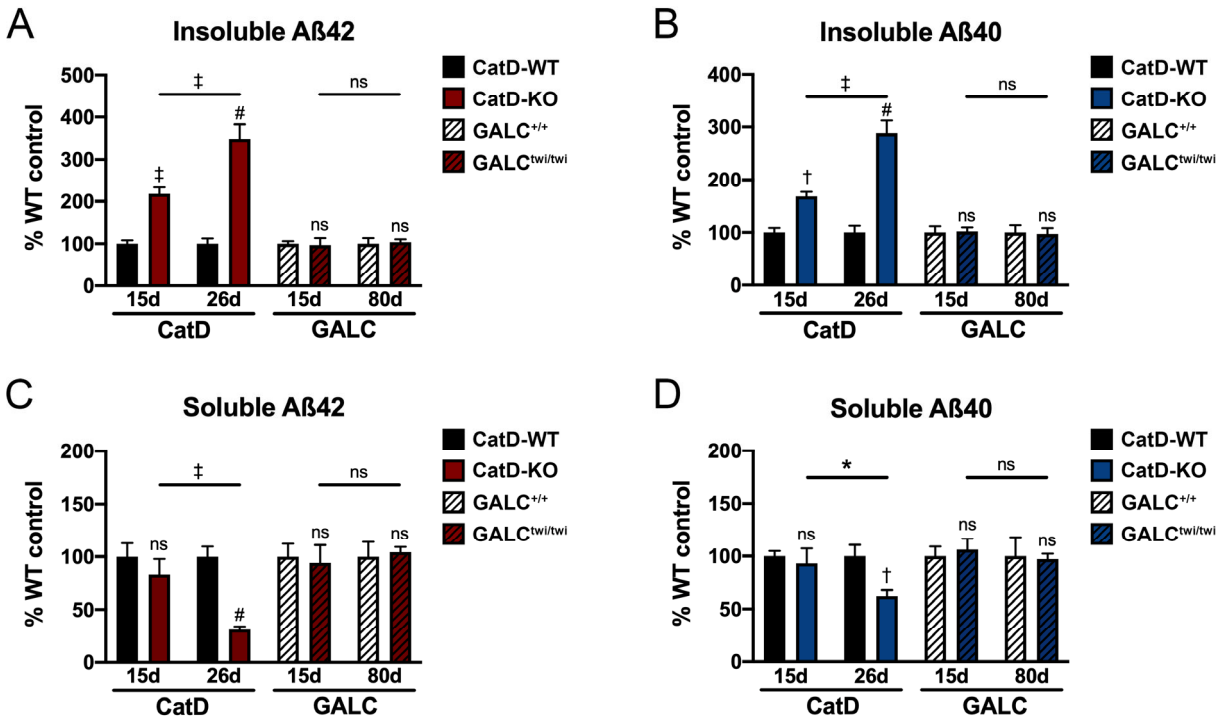 A
Insoluble Aß42
% WT control
500
400
300
200
100
0
‡
‡
#
ns
ns
ns
15d 26d 15d 80d
CatD GALC
CatD-WT
CatD-KO
GALC+/+
GALCtwi/twi
B
Insoluble Aß40
% WT control
400
300
200
100
0
‡
†
#
ns
ns
ns
15d 26d 15d 80d
CatD GALC
CatD-WT
CatD-KO
GALC+/+
GALCtwi/twi
C
Soluble Aß42
% WT control
200
150
100
50
0
‡
ns
#
ns
ns
ns
15d 26d 15d 80d
CatD GALC
CatD-WT
CatD-KO
GALC+/+
GALCtwi/twi
D
Soluble Aß40
% WT control
200
150
100
50
0
*
ns
†
ns
ns
ns
15d 26d 15d 80d
CatD GALC
CatD-WT
CatD-KO
GALC+/+
GALCtwi/twi